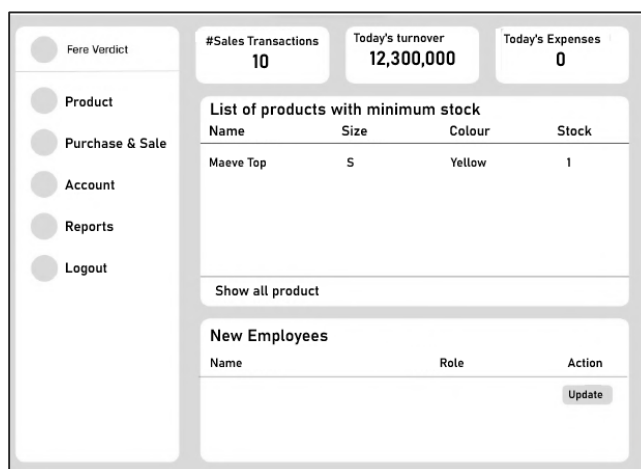 Fere Verdict
Product
Purchase & Sale
Account
Reports
Logout
#Sales Transactions
10
Today's turnover
12,300,000
Today's Expenses
0
List of products with minimum stock
Name Size Colour Stock
Maeve Top S Yellow 1
Show all product
New Employees
Name Role Action
Update